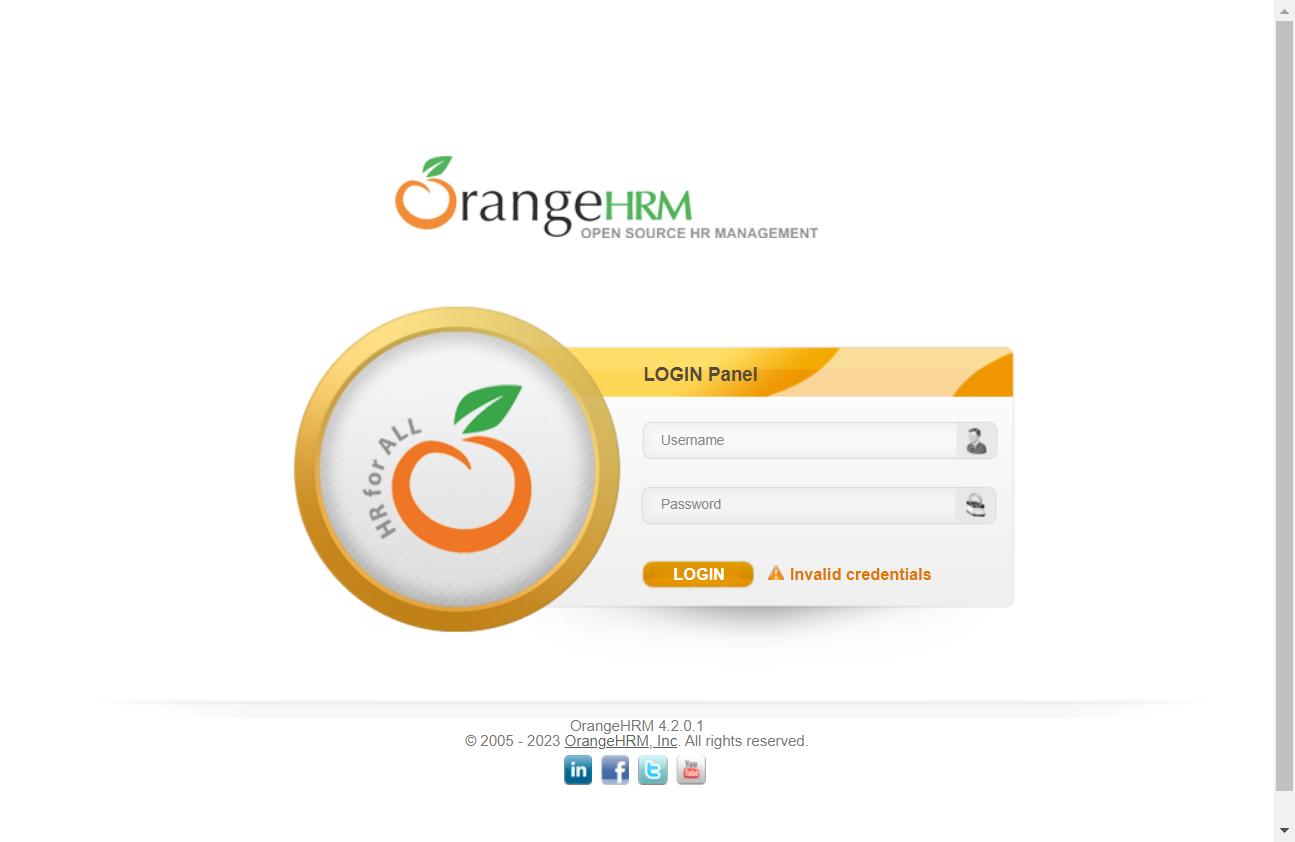 OrangeHRM
OPEN SOURCE HR MANAGEMENT
HR for ALL
LOGIN Panel
Username
Password
LOGIN
Invalid credentials
OrangeHRM 4.2.0.1
© 2005 - 2023 OrangeHRM, Inc. All rights reserved.
in f t You Tube